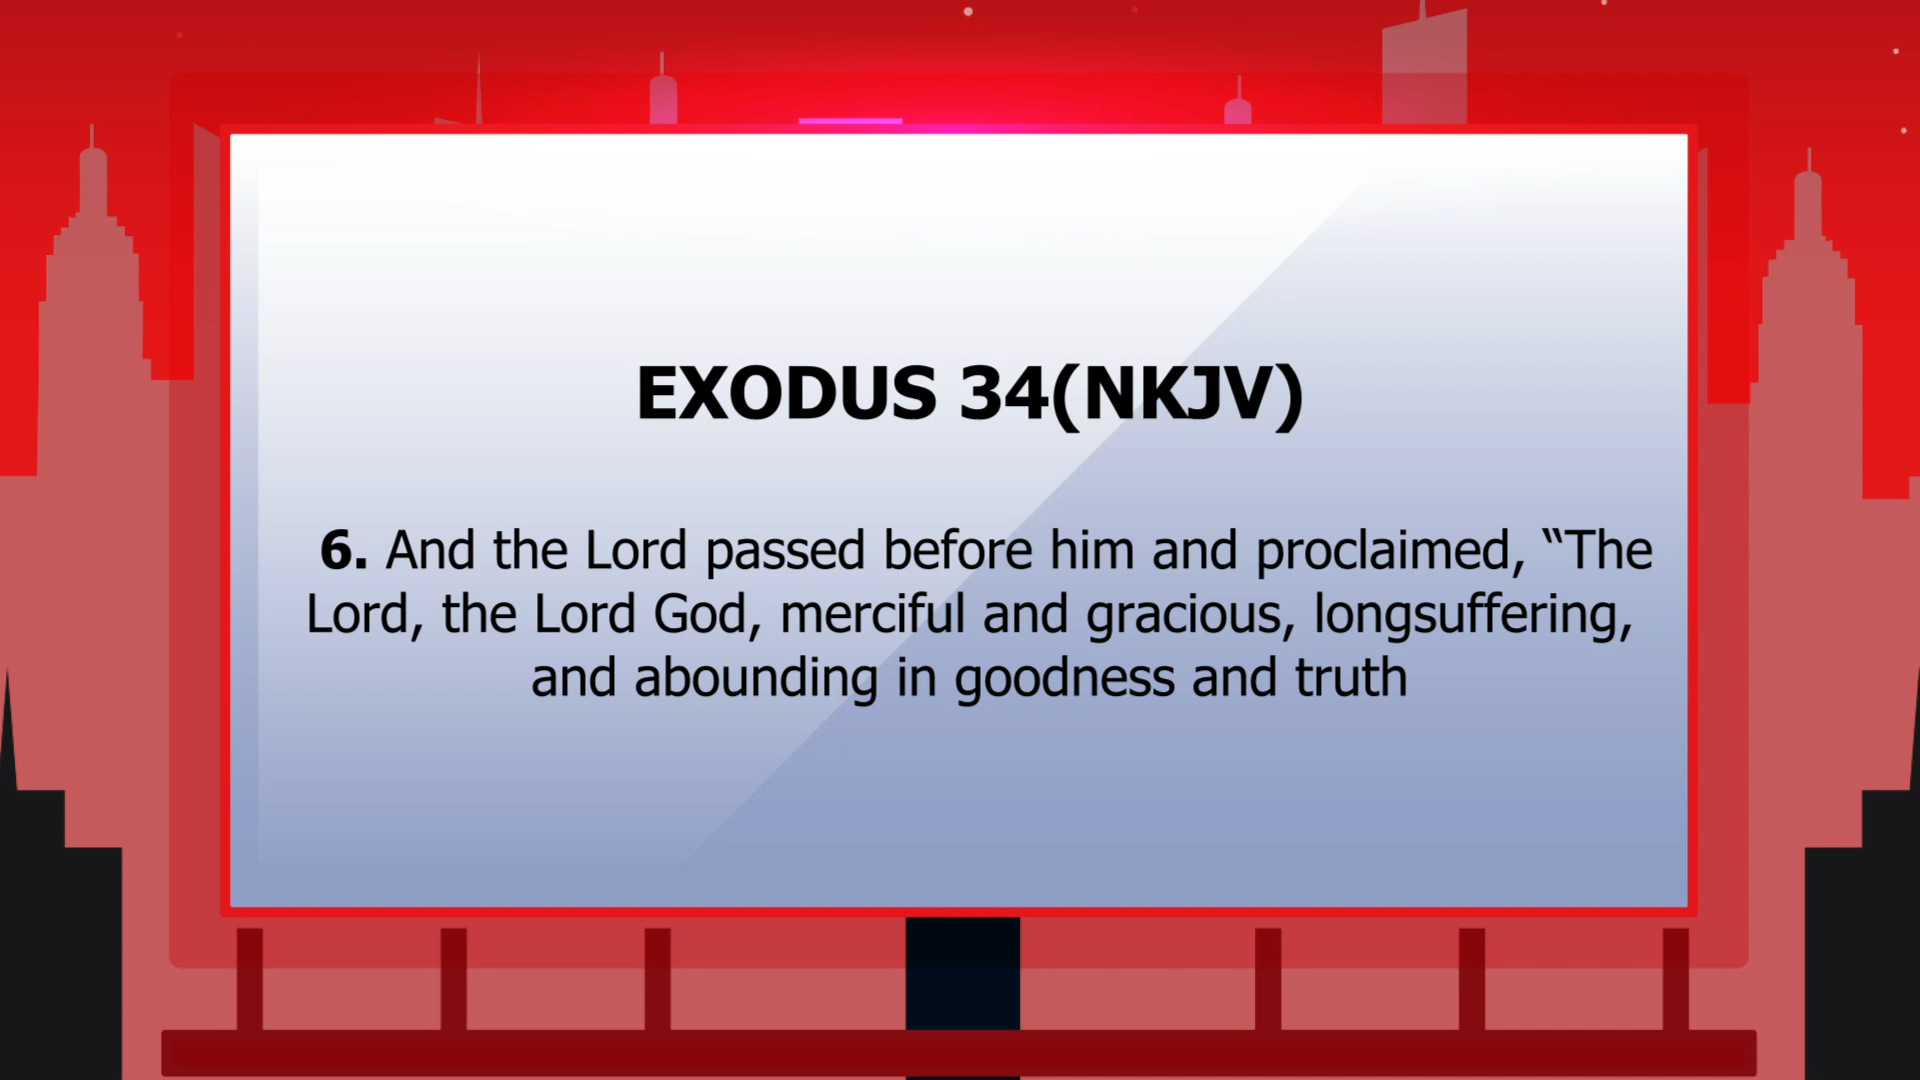 EXODUS 34(NKJV)
6. And the Lord passed before him and proclaimed, “The
Lord, the Lord God, merciful and gracious, longsuffering,
and abounding in goodness and truth